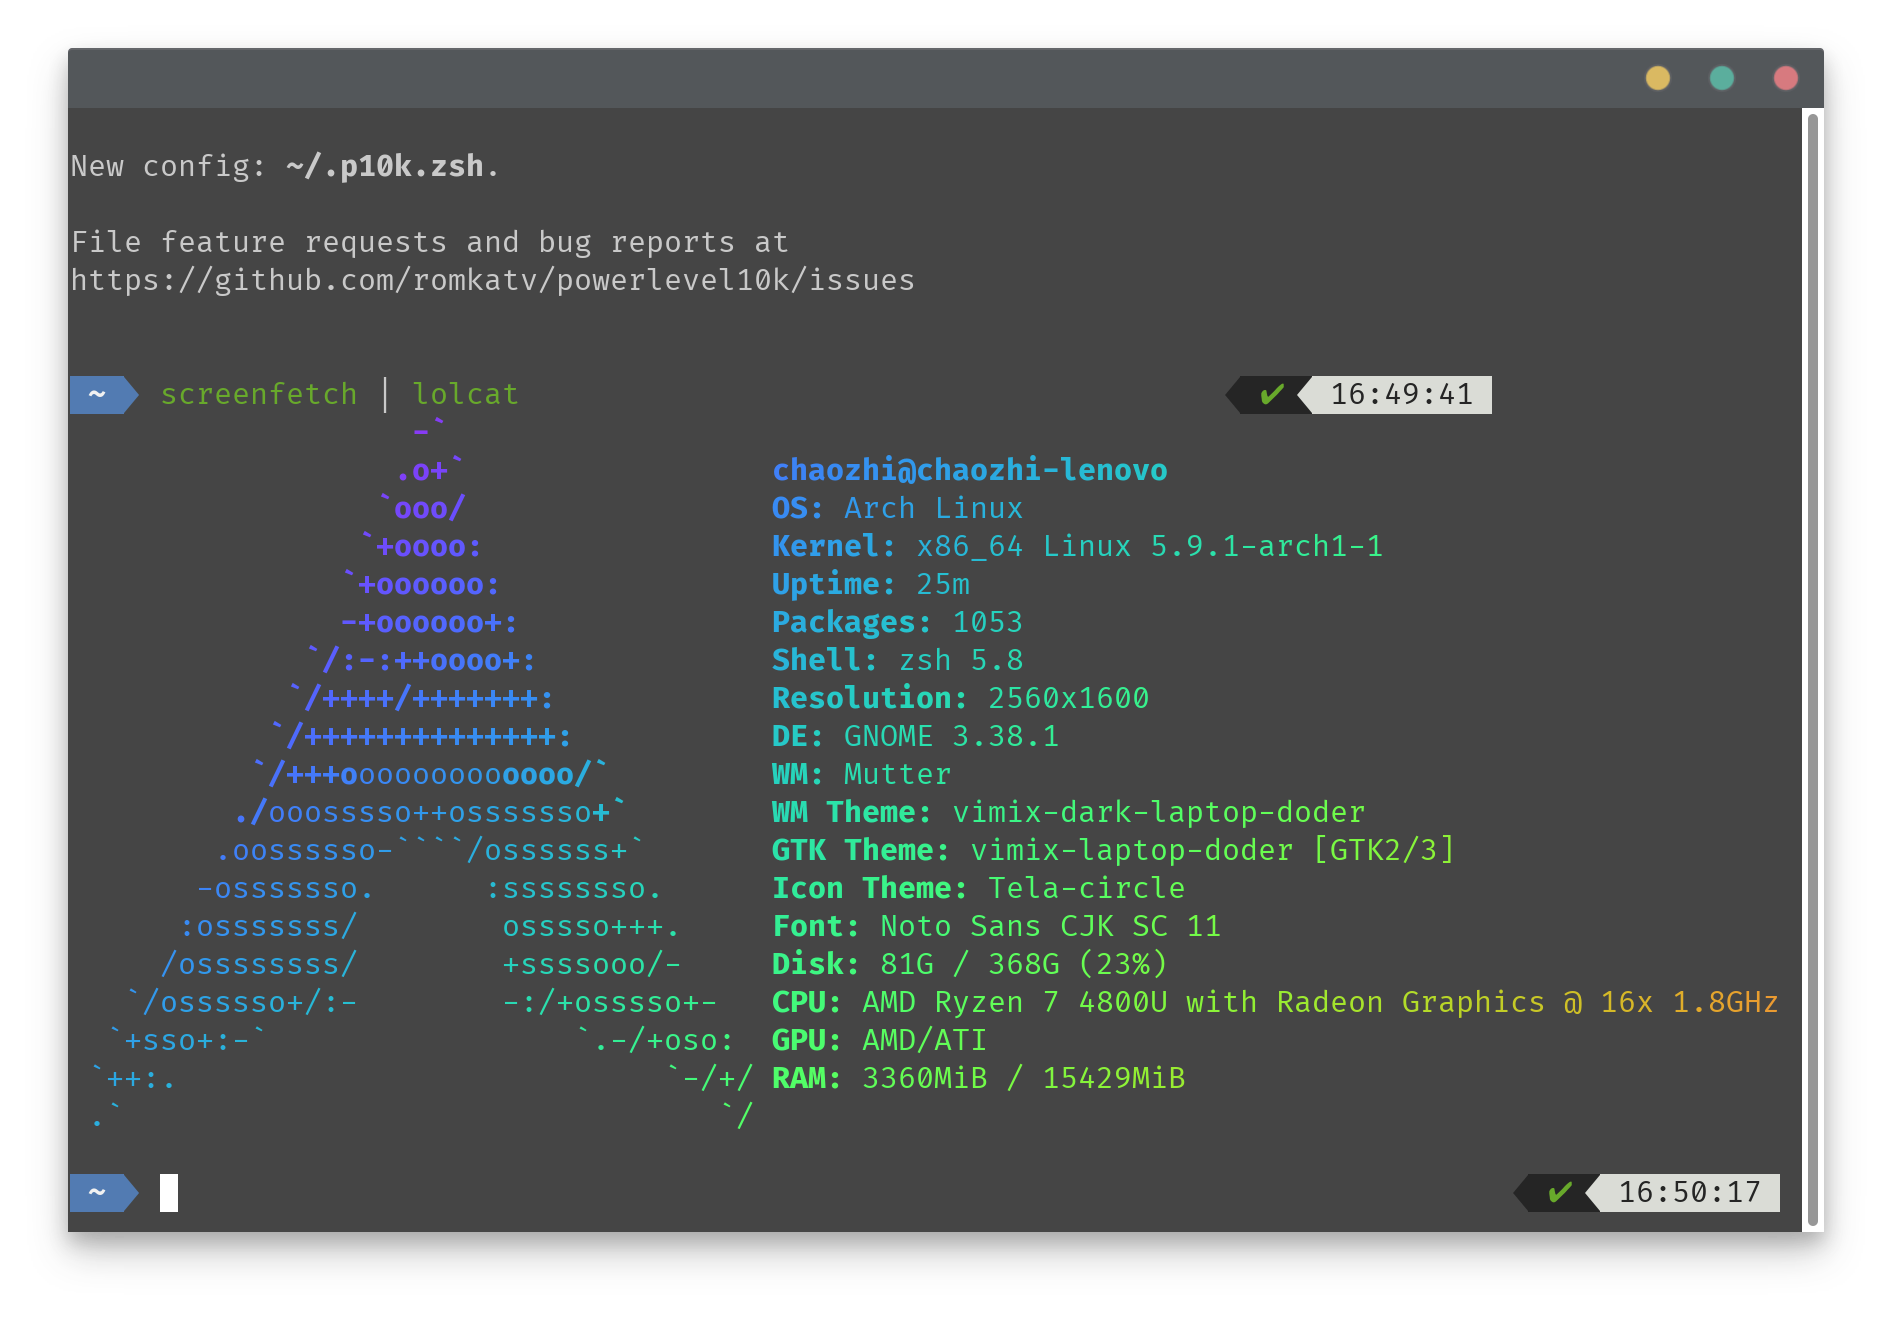 New config: ~/.p10k.zsh.
File feature requests and bug reports at
https://github.com/romkatv/powerlevel10k/issues
~ screenfetch | lolcat ✔ 16:49:41
-`
.o+` chaozhi@chaozhi-lenovo
`ooo/ OS: Arch Linux
`+oooo: Kernel: x86_64 Linux 5.9.1-arch1-1
`+oooooo: Uptime: 25m
-+oooooo+: Packages: 1053
`/:-:++oooo+: Shell: zsh 5.8
`/++++/+++++++: Resolution: 2560x1600
`/++++++++++++++: DE: GNOME 3.38.1
`/+++ooooooooooooo/` WM: Mutter
./ooosssso++osssssso+` WM Theme: vimix-dark-laptop-doder
.oossssso-````/ossssss+` GTK Theme: vimix-laptop-doder [GTK2/3]
-osssssso. :ssssssso. Icon Theme: Tela-circle
:osssssss/ osssso+++. Font: Noto Sans CJK SC 11
/ossssssss/ +ssssooo/- Disk: 81G / 368G (23%)
`/ossssso+/:- -:/+osssso+- CPU: AMD Ryzen 7 4800U with Radeon Graphics @ 16x 1.8GHz
`+sso+:-` `.-/+oso: GPU: AMD/ATI
`++:. `-/+/ RAM: 3360MiB / 15429MiB
.` `/
~ ✔ 16:50:17